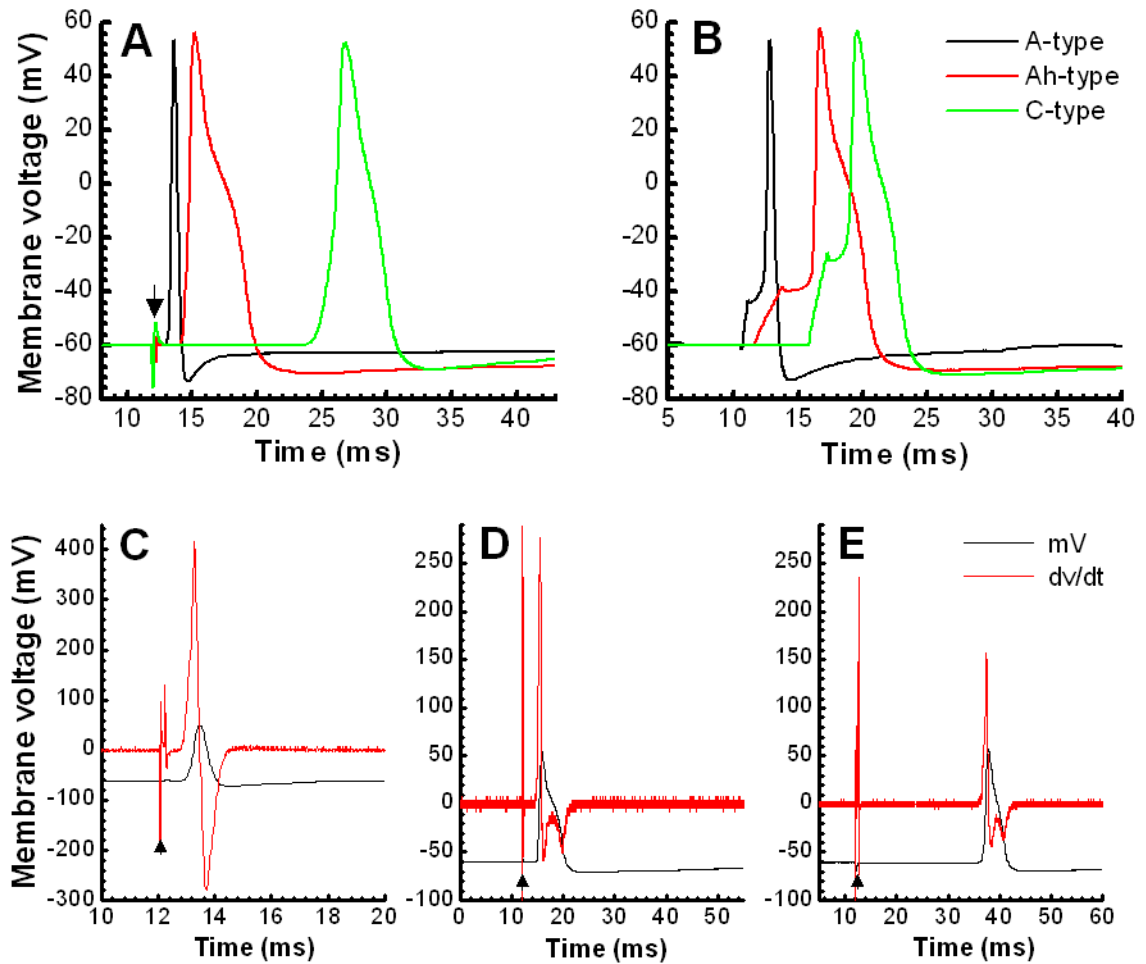 A
B
A-type
Ah-type
C-type
Membrane voltage (mV)
60
40
20
0
-20
-40
-60
-80
10 15 20 25 30 35 40
Time (ms)
60
40
20
0
-20
-40
-60
-80
5 10 15 20 25 30 35 40
Time (ms)
C
D
E
mV
dv/dt
Membrane voltage (mV)
400
300
200
100
0
-100
-200
-300
10 12 14 16 18 20
Time (ms)
250
200
150
100
50
0
-50
-100
0 10 20 30 40 50
Time (ms)
250
200
150
100
50
0
-50
-100
10 20 30 40 50 60
Time (ms)